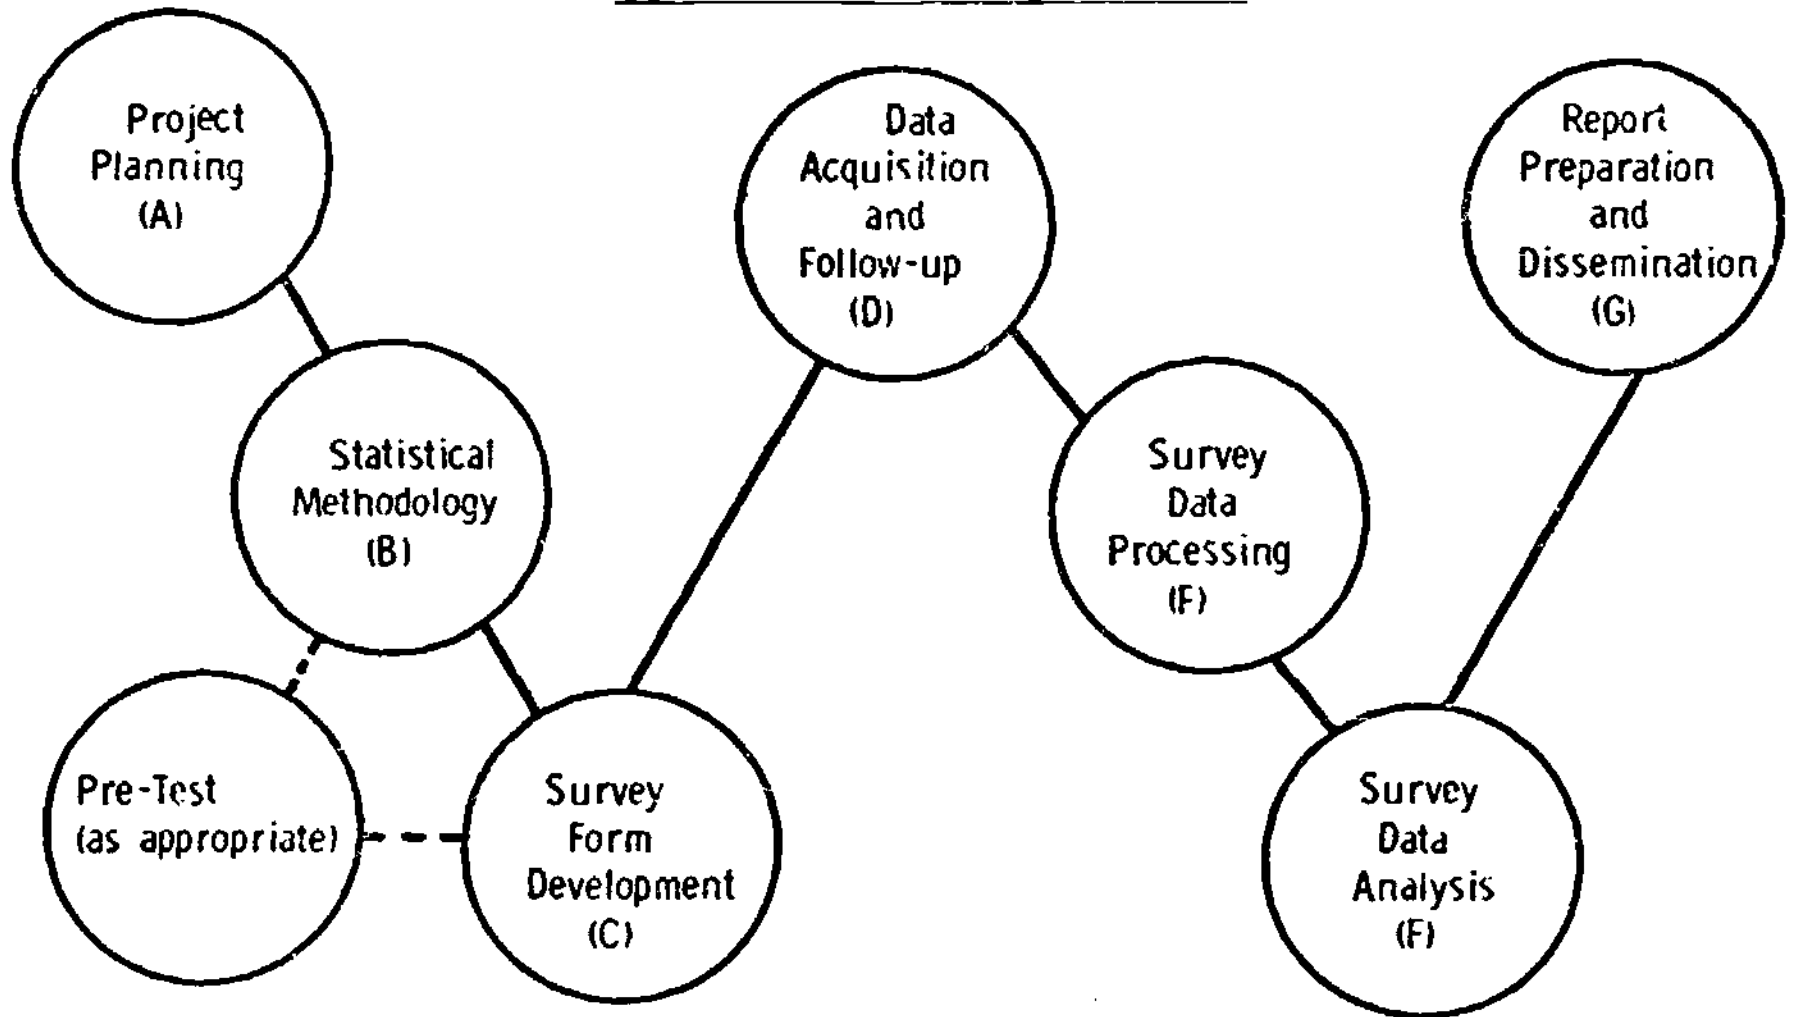 Project
Planning
(A)
Statistical
Methodology
(B)
Pre-Test
(as appropriate)
Survey
Form
Development
(C)
Data
Acquisition
and
Follow-up
(D)
Survey
Data
Processing
(F)
Survey
Data
Analysis
(F)
Report
Preparation
and
Dissemination
(G)